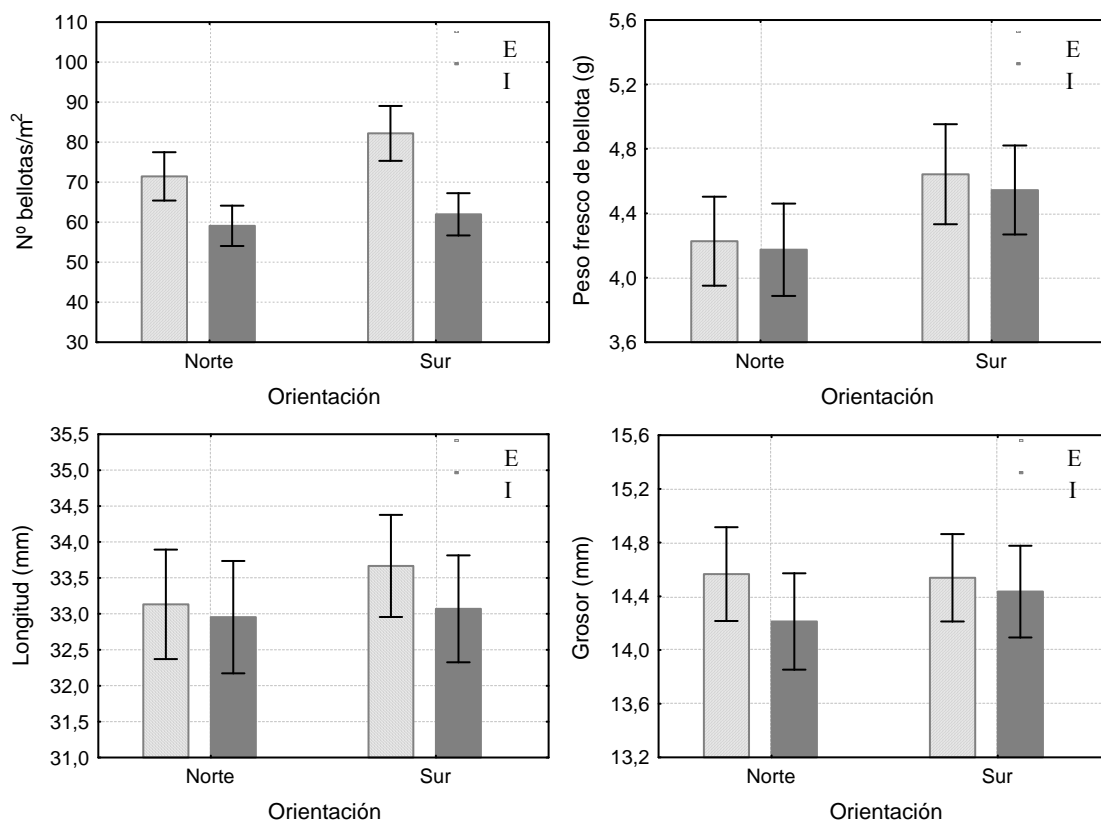 Nº bellotas/m²
110
100
90
80
70
60
50
40
30
E
I
Norte Sur
Orientación
Peso fresco de bellota (g)
5,6
5,2
4,8
4,4
4,0
3,6
E
I
Norte Sur
Orientación
Longitud (mm)
35,5
35,0
34,5
34,0
33,5
33,0
32,5
32,0
31,5
31,0
E
I
Norte Sur
Orientación
Grosor (mm)
15,6
15,2
14,8
14,4
14,0
13,6
13,2
E
I
Norte Sur
Orientación